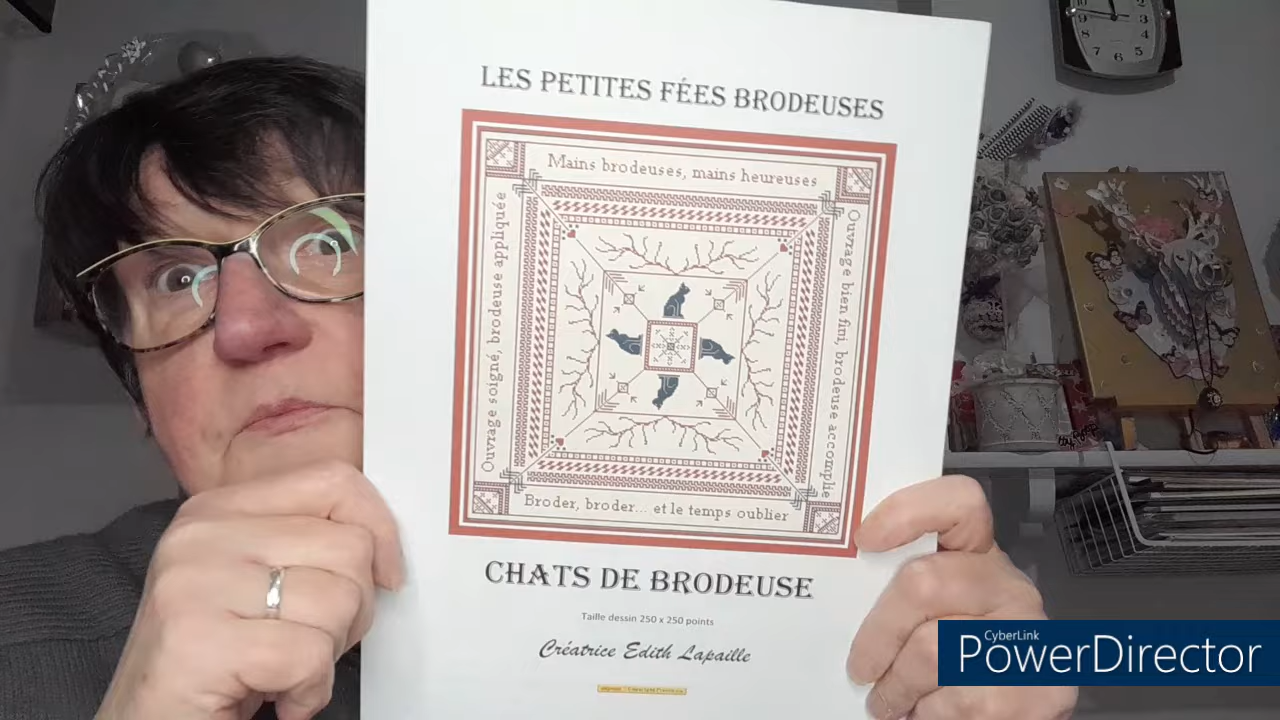 LES PETITES FÉES BRODEUSES
Mains brodeuses, mains heureuses
Ouvrage bien fini, brodeuse accomplie
Ouvrage soigné, brodeuse appliquée
Broder, broder... et le temps oublier
CHATS DE BRODEUSE
Taille dessin 250 x 250 points
Créatrice Edith Lapaille
CyberLink
PowerDirector